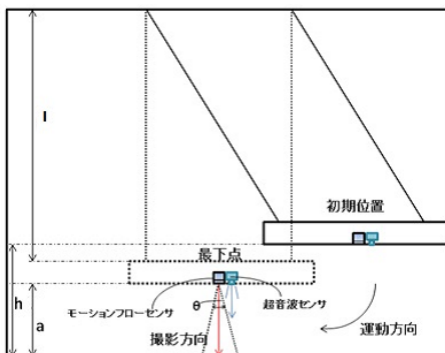 l
初期位置
最下点
h
a
モーションフローセンサ
θ
超音波センサ
撮影方向
運動方向